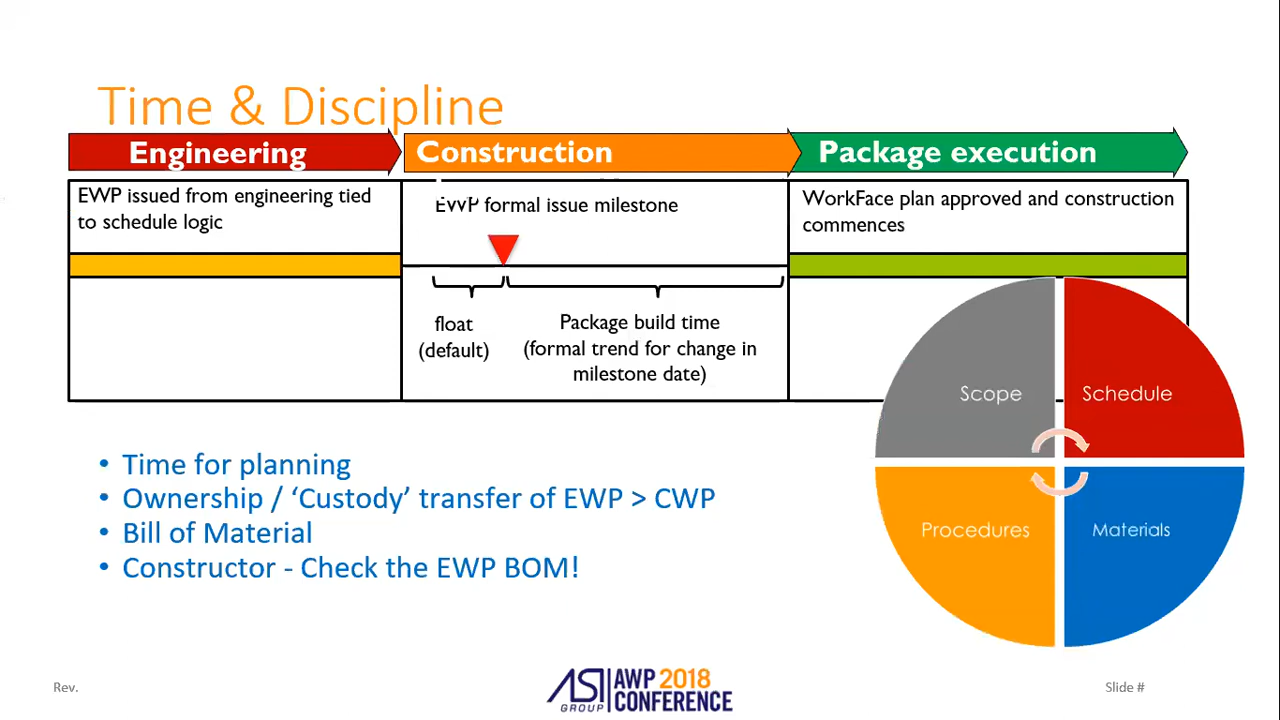 Time & Discipline
Engineering
Construction
Package execution
EWP issued from engineering tied
to schedule logic
EWP formal issue milestone
WorkFace plan approved and construction
commences
float
(default)
Package build time
(formal trend for change in
milestone date)
Scope
Schedule
Procedures
Materials
• Time for planning
• Ownership / ‘Custody’ transfer of EWP > CWP
• Bill of Material
• Constructor - Check the EWP BOM!
Rev.
ASI
GROUP
AWP 2018
CONFERENCE
Slide #